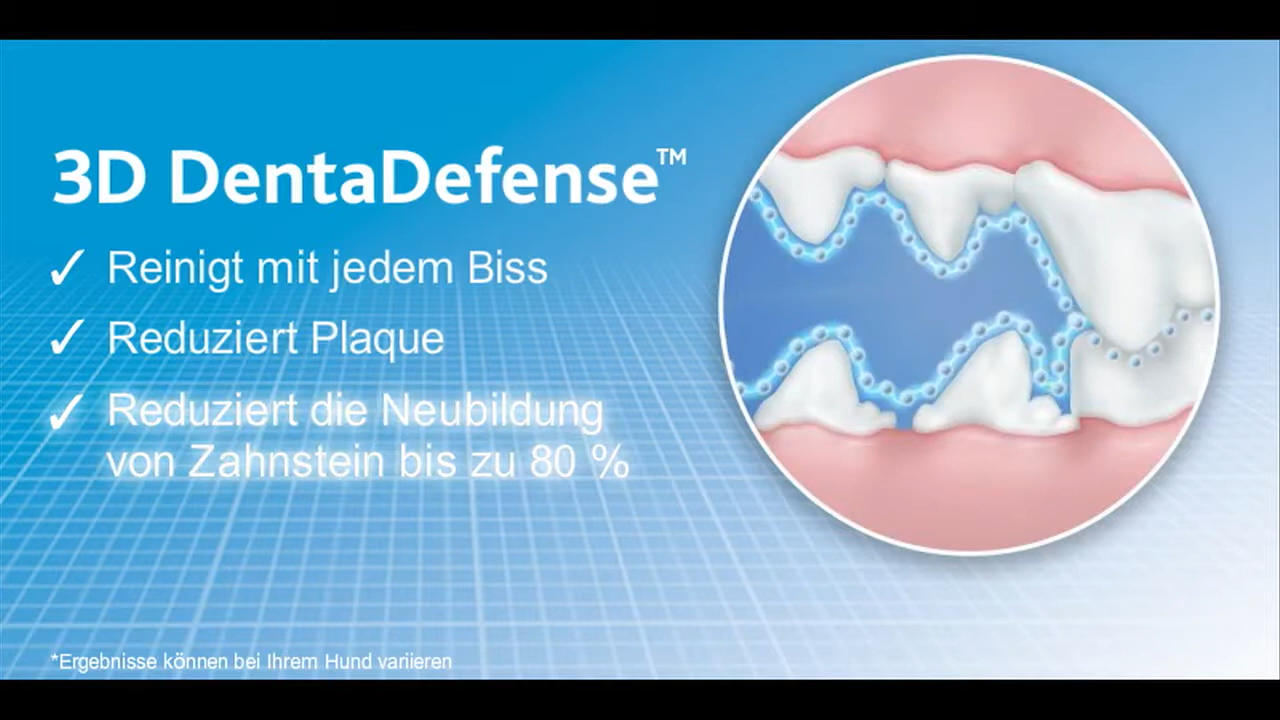 3D DentaDefense™
✓ Reinigt mit jedem Biss
✓ Reduziert Plaque
✓ Reduziert die Neubildung
von Zahnstein bis zu 80 %
*Ergebnisse können bei Ihrem Hund variieren